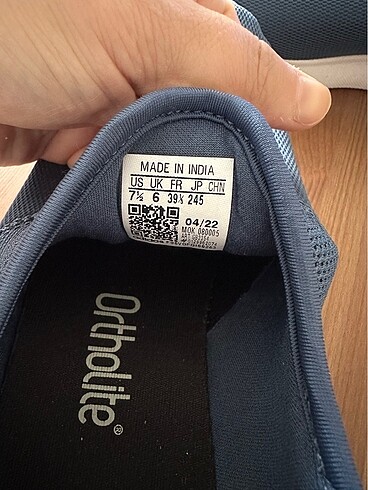 MADE IN INDIA
US UK FR JP CHN
7½ 6 39⅓ 245
04/22
MOK 080005
Ortholite®